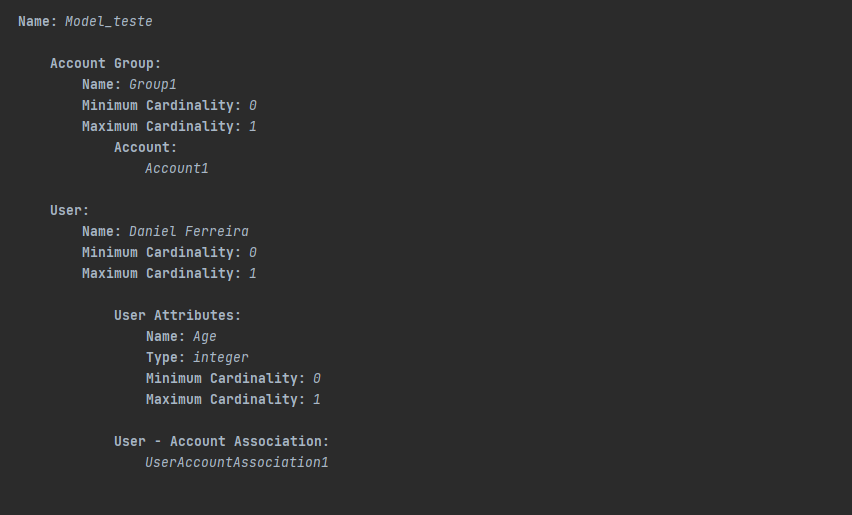 Name: Model_teste
Account Group:
Name: Group1
Minimum Cardinality: 0
Maximum Cardinality: 1
Account:
Account1
User:
Name: Daniel Ferreira
Minimum Cardinality: 0
Maximum Cardinality: 1
User Attributes:
Name: Age
Type: integer
Minimum Cardinality: 0
Maximum Cardinality: 1
User - Account Association:
UserAccountAssociation1